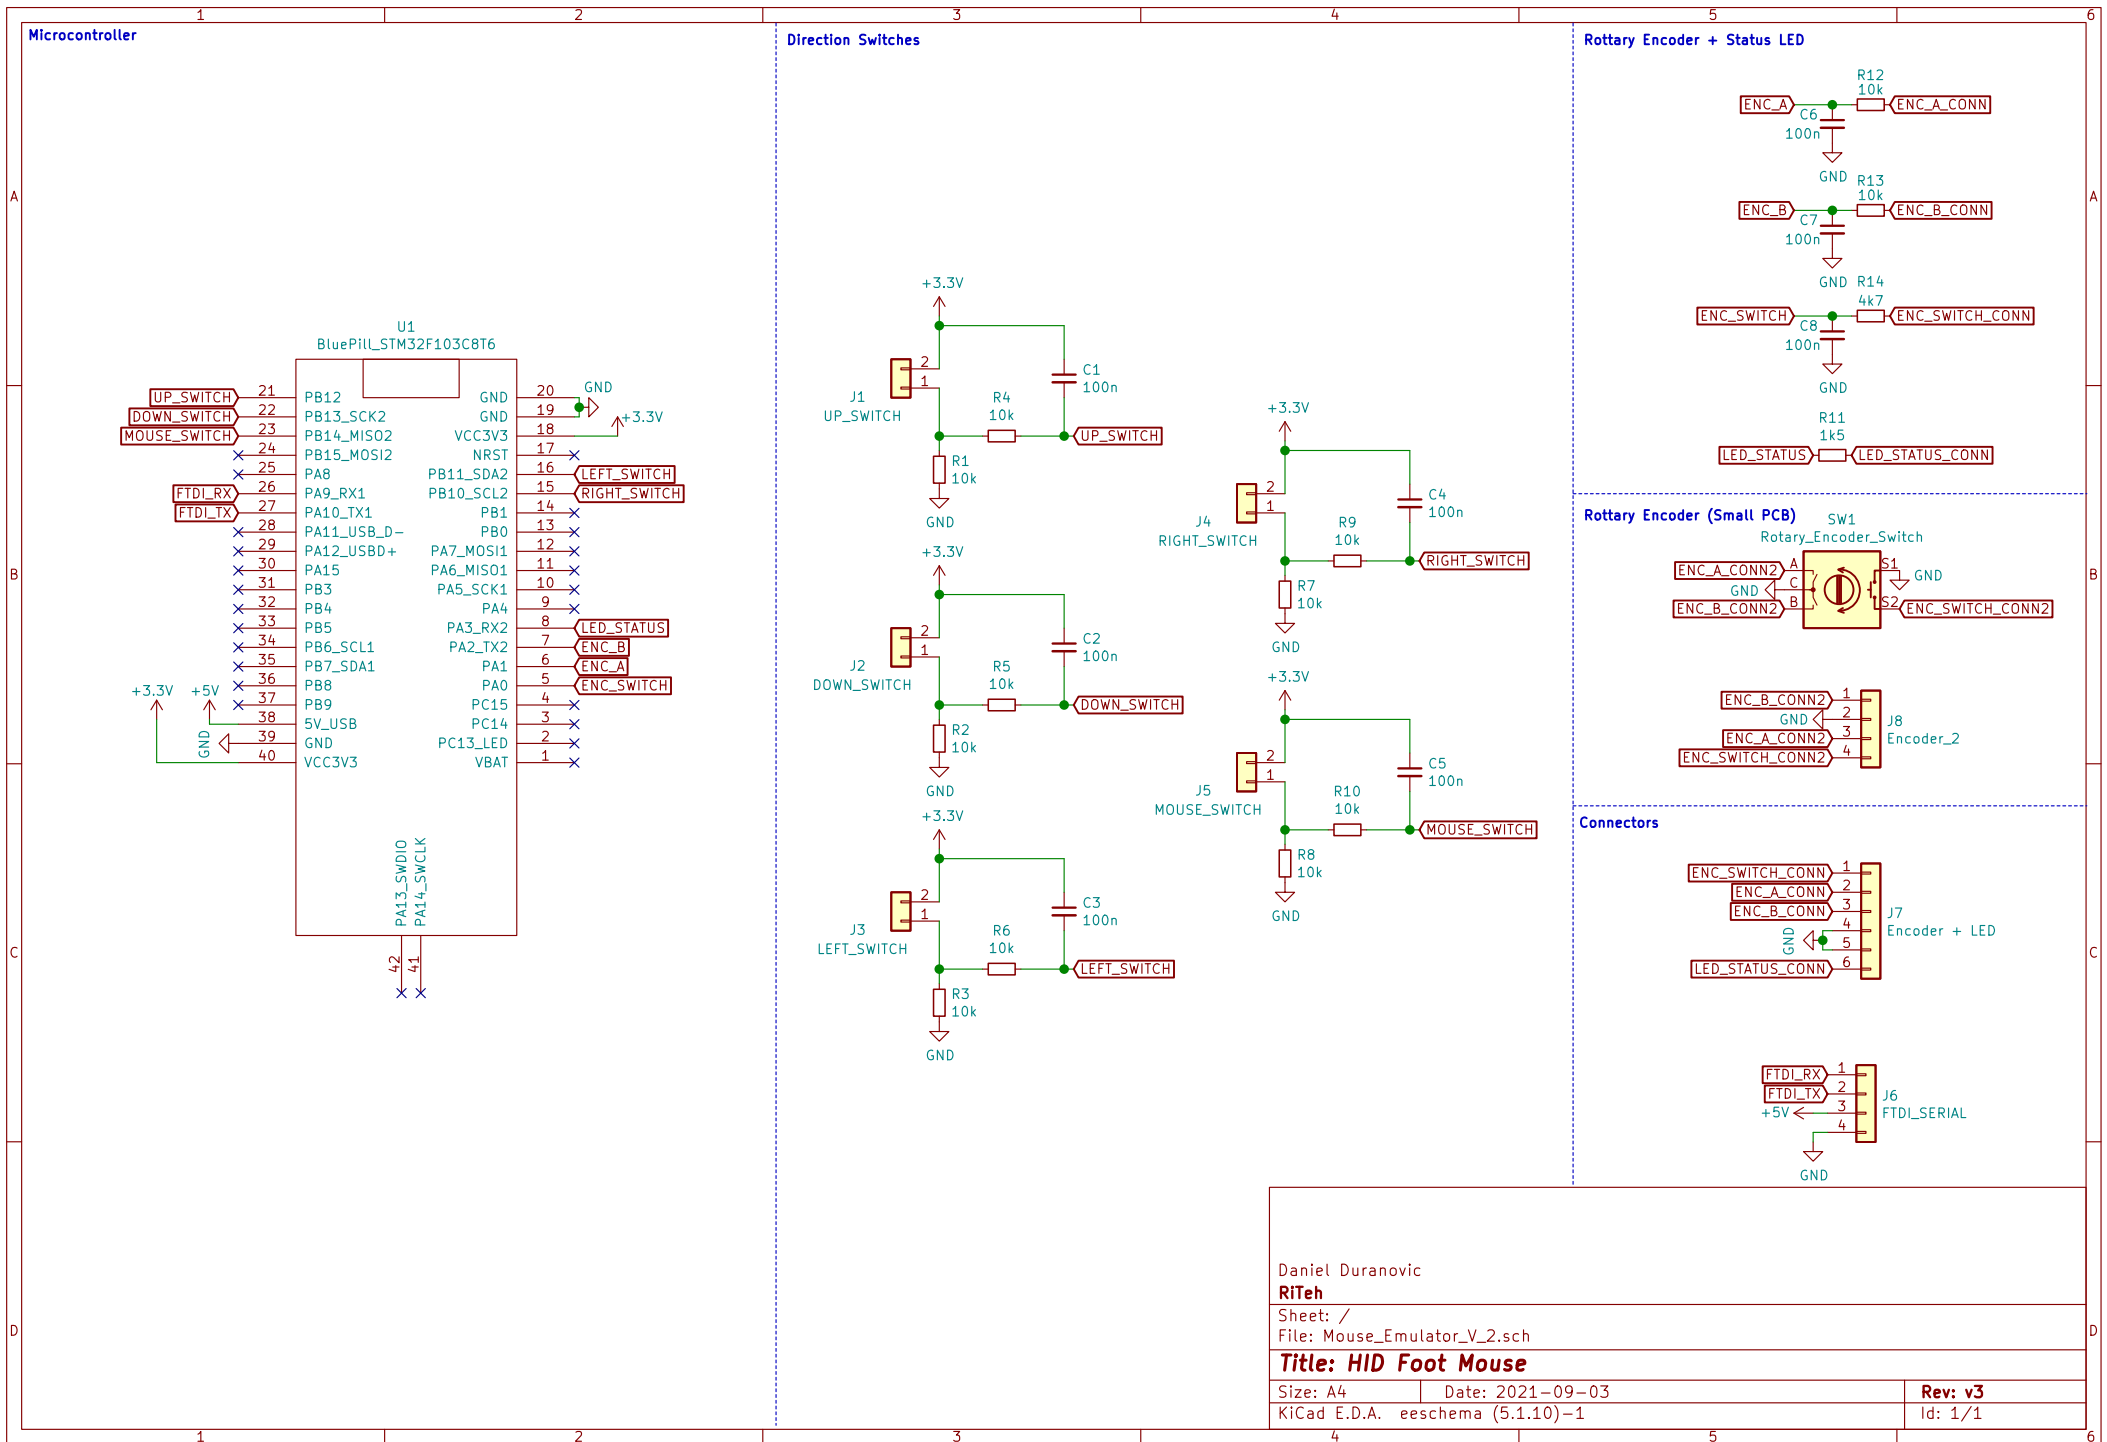 1 2 3 4 5 6
Microcontroller
U1
BluePill_STM32F103C8T6
UP_SWITCH 21 PB12
DOWN_SWITCH 22 PB13_SCK2
MOUSE_SWITCH 23 PB14_MISO2
24 PB15_MOSI2
25 PA8
FTDI_RX 26 PA9_RX1
FTDI_TX 27 PA10_TX1
28 PA11_USB_D-
29 PA12_USBD+
30 PA15
31 PB3
32 PB4
33 PB5
34 PB6_SCL1
35 PB7_SDA1
36 PB8
37 PB9
+3.3V +5V
38 5V_USB
GND 39 GND
40 VCC3V3
GND 20 GND
GND 19
VCC3V3 18 +3.3V
NRST 17
PB11_SDA2 16 LEFT_SWITCH
PB10_SCL2 15 RIGHT_SWITCH
PB1 14
PB0 13
PA7_MOSI1 12
PA6_MISO1 11
PA5_SCK1 10
PA4 9
PA3_RX2 8 LED_STATUS
PA2_TX2 7 ENC_B
PA1 6 ENC_A
PA0 5 ENC_SWITCH
PC15 4
PC14 3
PC13_LED 2
VBAT 1
PA13_SWDIO 42
PA14_SWCLK 41
Direction Switches
+3.3V
2
1
J1
UP_SWITCH
C1
100n
R4
10k
UP_SWITCH
R1
10k
GND
+3.3V
2
1
J2
DOWN_SWITCH
C2
100n
R5
10k
DOWN_SWITCH
R2
10k
GND
+3.3V
2
1
J3
LEFT_SWITCH
C3
100n
R6
10k
LEFT_SWITCH
R3
10k
GND
+3.3V
2
1
J4
RIGHT_SWITCH
C4
100n
R9
10k
RIGHT_SWITCH
R7
10k
GND
+3.3V
2
1
J5
MOUSE_SWITCH
C5
100n
R10
10k
MOUSE_SWITCH
R8
10k
GND
Rottary Encoder + Status LED
R12
10k
ENC_A ENC_A_CONN
C6
100n
GND
R13
10k
ENC_B ENC_B_CONN
C7
100n
GND
R14
4k7
ENC_SWITCH ENC_SWITCH_CONN
C8
100n
GND
R11
1k5
LED_STATUS LED_STATUS_CONN
Rottary Encoder (Small PCB)
SW1
Rotary_Encoder_Switch
ENC_A_CONN2 A S1 GND
GND C
ENC_B_CONN2 B S2 ENC_SWITCH_CONN2
ENC_B_CONN2 1
GND 2
ENC_A_CONN2 3
ENC_SWITCH_CONN2 4
J8
Encoder_2
Connectors
ENC_SWITCH_CONN 1
ENC_A_CONN 2
ENC_B_CONN 3
4
GND
5
LED_STATUS_CONN 6
J7
Encoder + LED
FTDI_RX 1
FTDI_TX 2
+5V 3
4
GND
J6
FTDI_SERIAL
Daniel Duranovic
RiTeh
Sheet: /
File: Mouse_Emulator_V_2.sch
Title: HID Foot Mouse
Size: A4 Date: 2021-09-03 Rev: v3
KiCad E.D.A. eeschema (5.1.10)-1 Id: 1/1
A A
B B
C C
D D
1 2 3 4 5 6